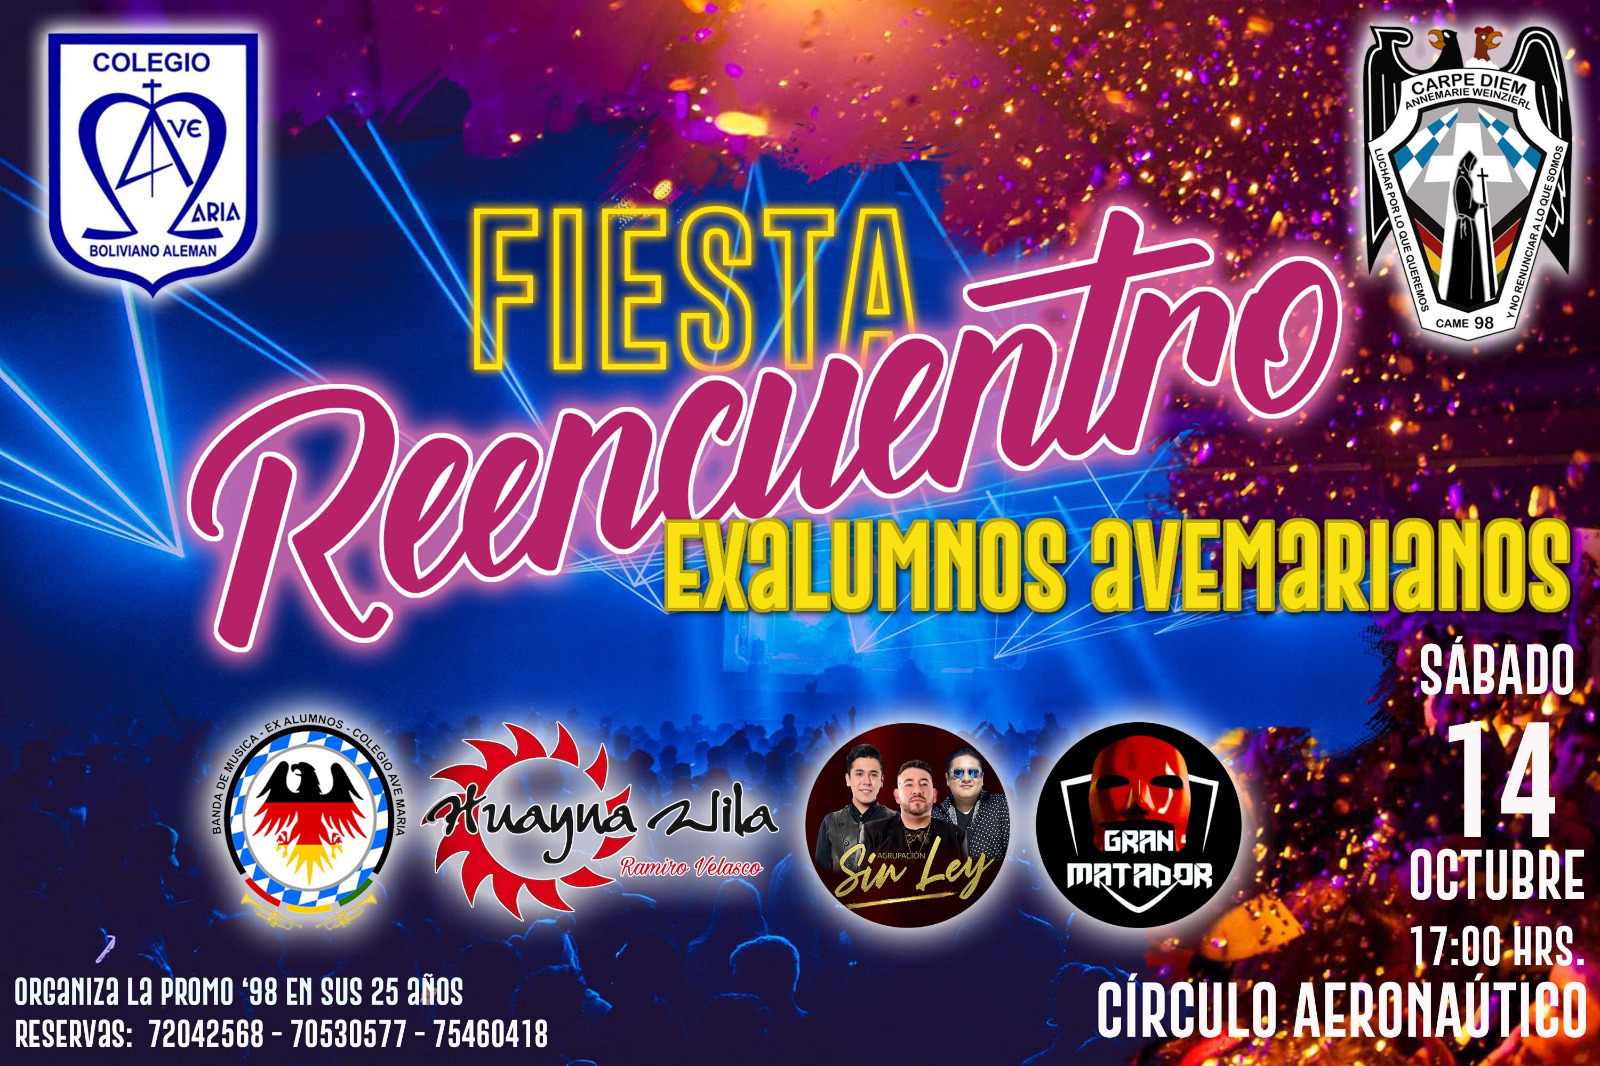 COLEGIO
AVE
MARIA
BOLIVIANO ALEMAN
CARPE DIEM
ANNEMARIE WEINZIERL
LUCHAR POR LO QUE QUEREMOS
Y NO RENUNCIAR A LO QUE SOMOS
CAME 98
FIESTA
Reencuentro
EXALUMNOS AVEMARIANOS
SÁBADO
14
OCTUBRE
17:00 HRS.
CÍRCULO AERONAÚTICO
BANDA DE MUSICA - EX ALUMNOS - COLEGIO AVE MARIA
Huayna Wila
Ramiro Velasco
AGRUPACIÓN
Sin Ley
GRAN
MATADOR
ORGANIZA LA PROMO ‘98 EN SUS 25 AÑOS
RESERVAS: 72042568 - 70530577 - 75460418